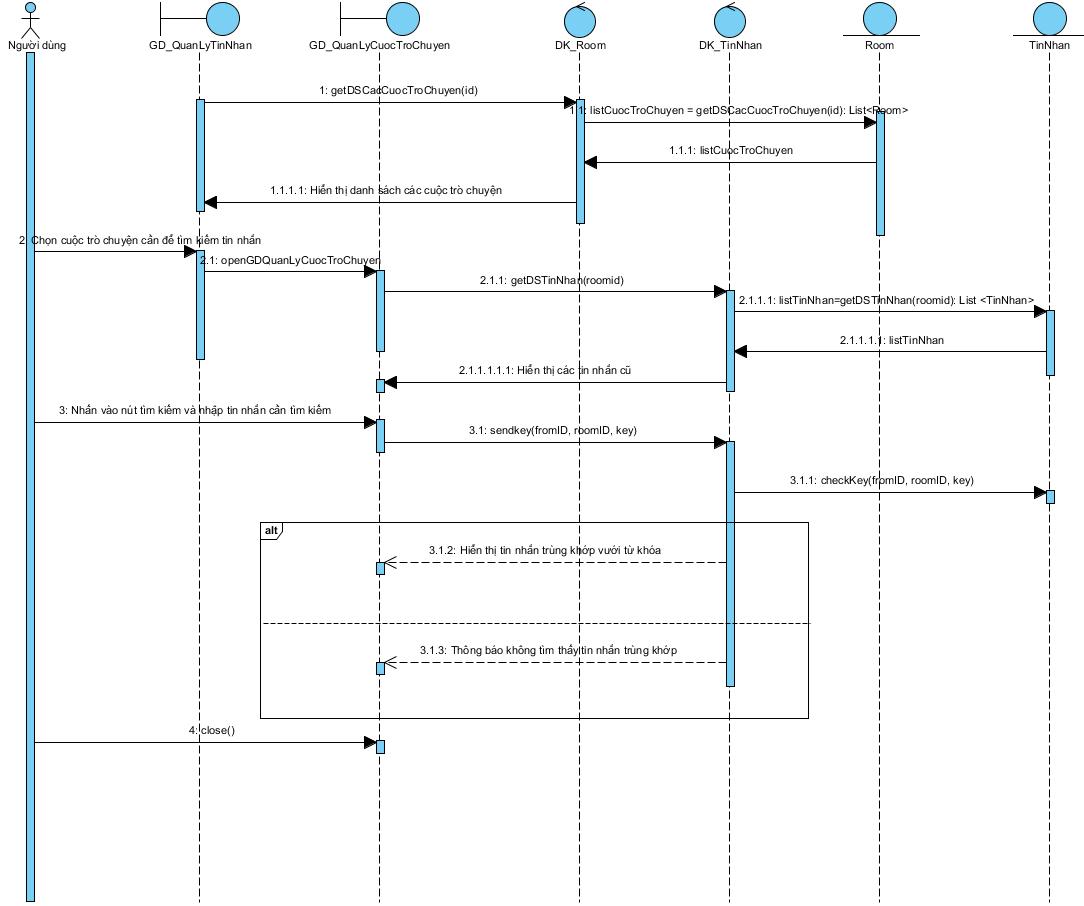 Người dùng
GD_QuanLyTinNhan
GD_QuanLyCuocTroChuyen
DK_Room
DK_TinNhan
Room
TinNhan
1: getDSCacCuocTroChuyen(id)
1.1: listCuocTroChuyen = getDSCacCuocTroChuyen(id): List<Room>
1.1.1: listCuocTroChuyen
1.1.1.1: Hiển thị danh sách các cuộc trò chuyện
2: Chọn cuộc trò chuyện cần để tìm kiếm tin nhắn
2.1: openGDQuanLyCuocTroChuyen
2.1.1: getDSTinNhan(roomid)
2.1.1.1: listTinNhan=getDSTinNhan(roomid): List <TinNhan>
2.1.1.1.1: listTinNhan
2.1.1.1.1.1: Hiển thị các tin nhắn cũ
3: Nhấn vào nút tìm kiếm và nhập tin nhắn cần tìm kiếm
3.1: sendkey(fromID, roomID, key)
3.1.1: checkKey(fromID, roomID, key)
alt
3.1.2: Hiển thị tin nhắn trùng khớp vưới từ khóa
3.1.3: Thông báo không tìm thấy tin nhắn trùng khớp
4: close()